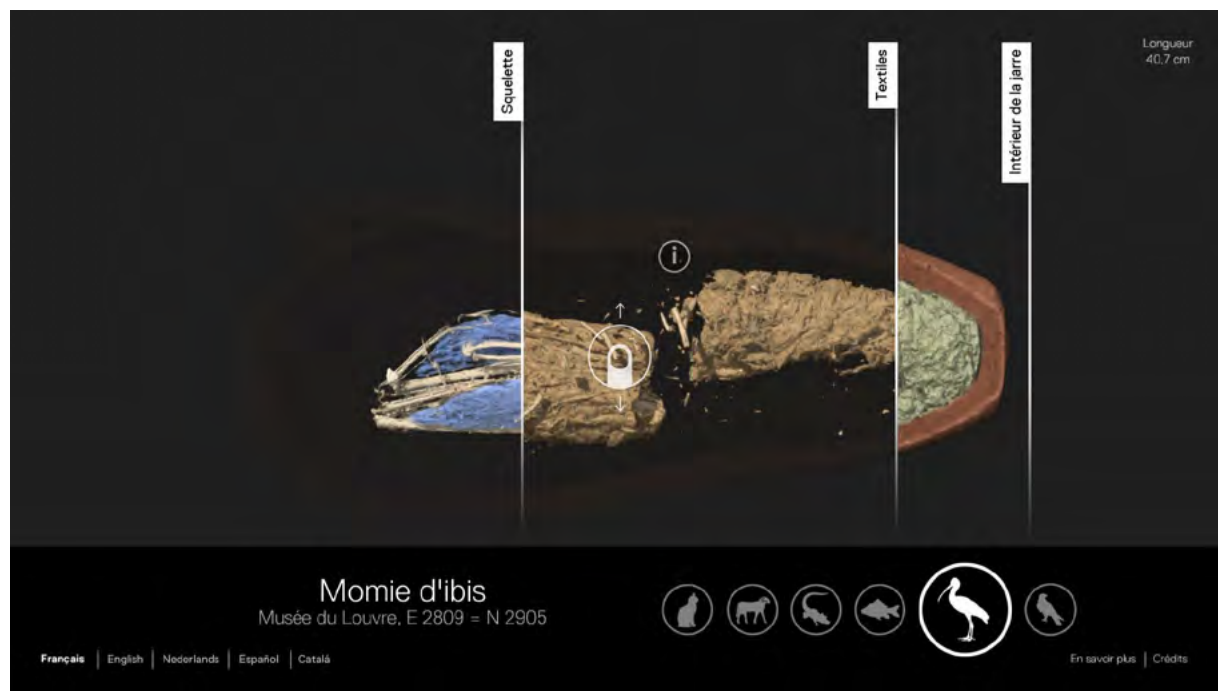 Squelette
Textiles
Intérieur de la jarre
Longueur
40,7 cm
i
Momie d'ibis
Musée du Louvre, E 2809 = N 2905
Français | English | Nederlands | Español | Català
En savoir plus | Crédits